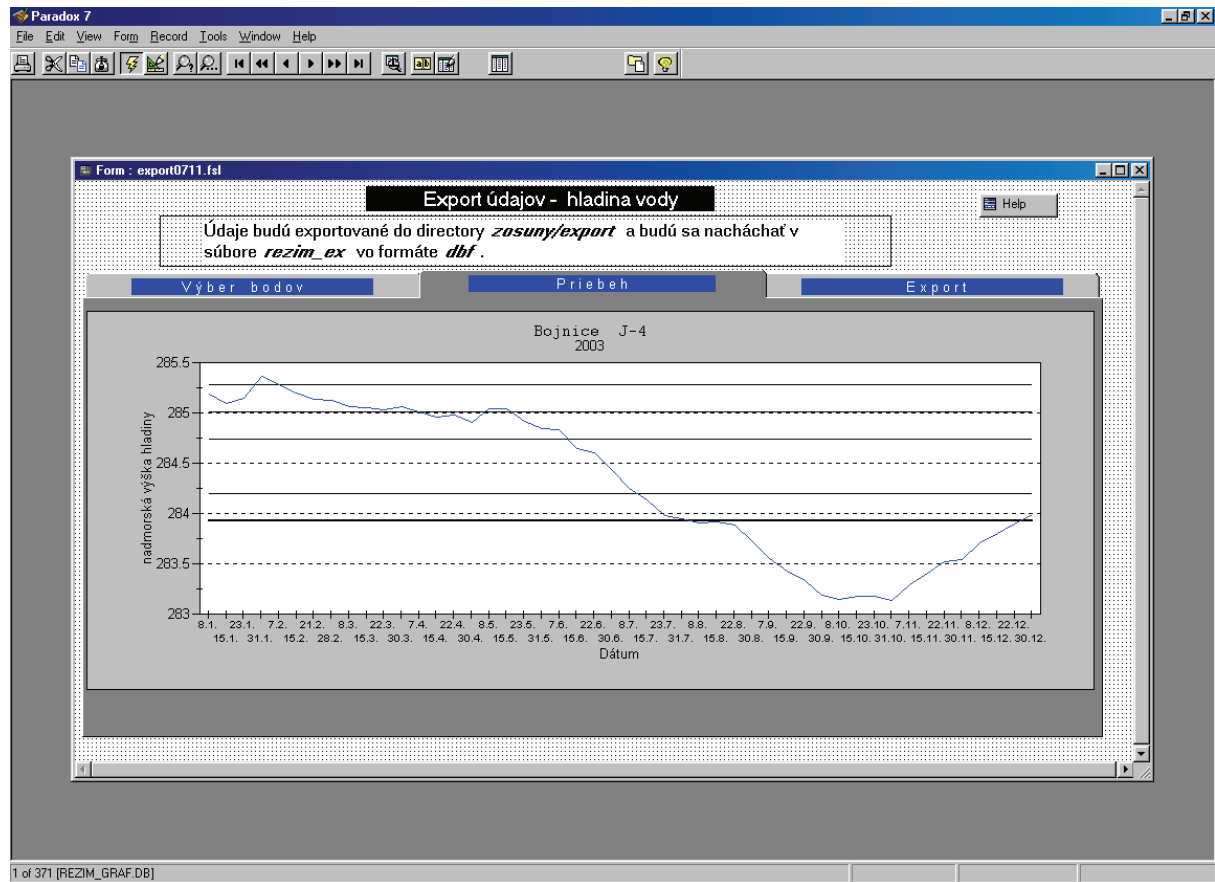 Paradox 7
File Edit View Form Record Tools Window Help
Form : export0711.fsl
Export údajov - hladina vody
Help
Údaje budú exportované do directory zosuny/export a budú sa nacháchať v
súbore rezim_ex vo formáte dbf .
Výber bodov Priebeh Export
Bojnice J-4
2003
nadmorská výška hladiny
285.5
285
284.5
284
283.5
283
8.1. 23.1. 7.2. 21.2. 8.3. 22.3. 7.4. 22.4. 8.5. 23.5. 7.6. 22.6. 8.7. 23.7. 8.8. 22.8. 7.9. 22.9. 8.10. 23.10. 7.11. 22.11. 8.12. 22.12.
15.1. 31.1. 15.2. 28.2. 15.3. 30.3. 15.4. 30.4. 15.5. 31.5. 15.6. 30.6. 15.7. 31.7. 15.8. 30.8. 15.9. 30.9. 15.10. 31.10. 15.11. 30.11. 15.12. 30.12.
Dátum
1 of 371 [REZIM_GRAF.DB]